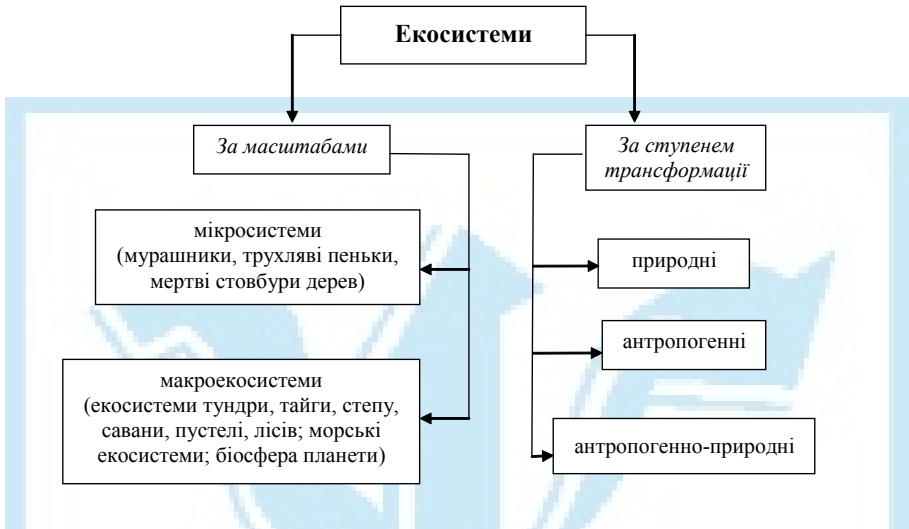 Екосистеми
За масштабами
мікросистеми
(мурашники, трухляві пеньки,
мертві стовбури дерев)
макроекосистеми
(екосистеми тундри, тайги, степу,
савани, пустелі, лісів; морські
екосистеми; біосфера планети)
За ступенем
трансформації
природні
антропогенні
антропогенно-природні